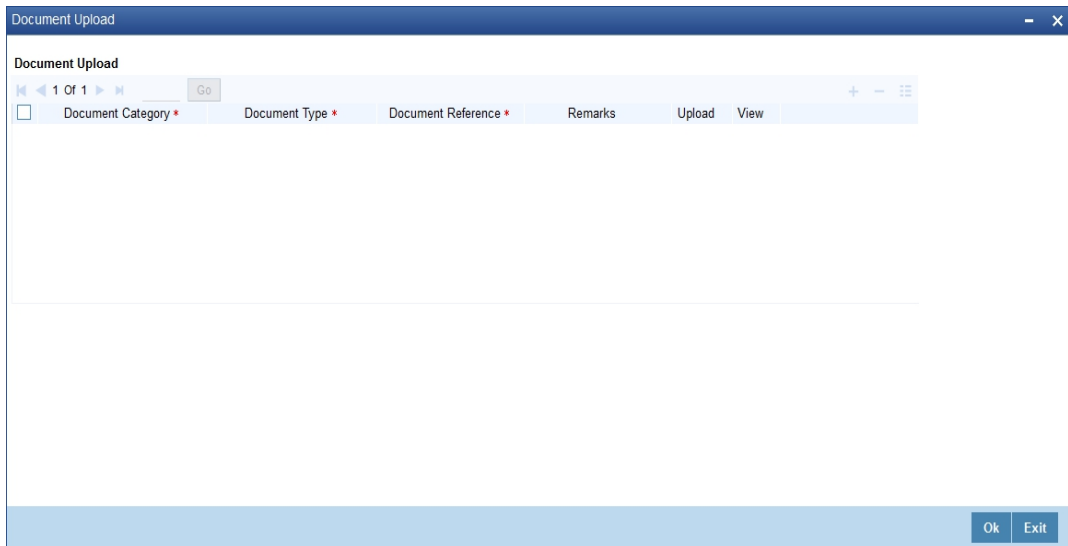 Document Upload
Document Upload
1 Of 1 Go
Document Category * Document Type * Document Reference * Remarks Upload View
Ok Exit